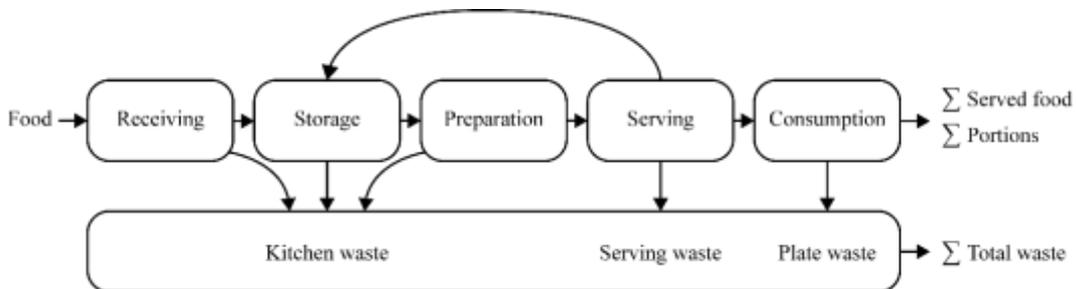 Food
Receiving
Storage
Preparation
Serving
Consumption
∑ Served food
∑ Portions
Kitchen waste
Serving waste
Plate waste
∑ Total waste